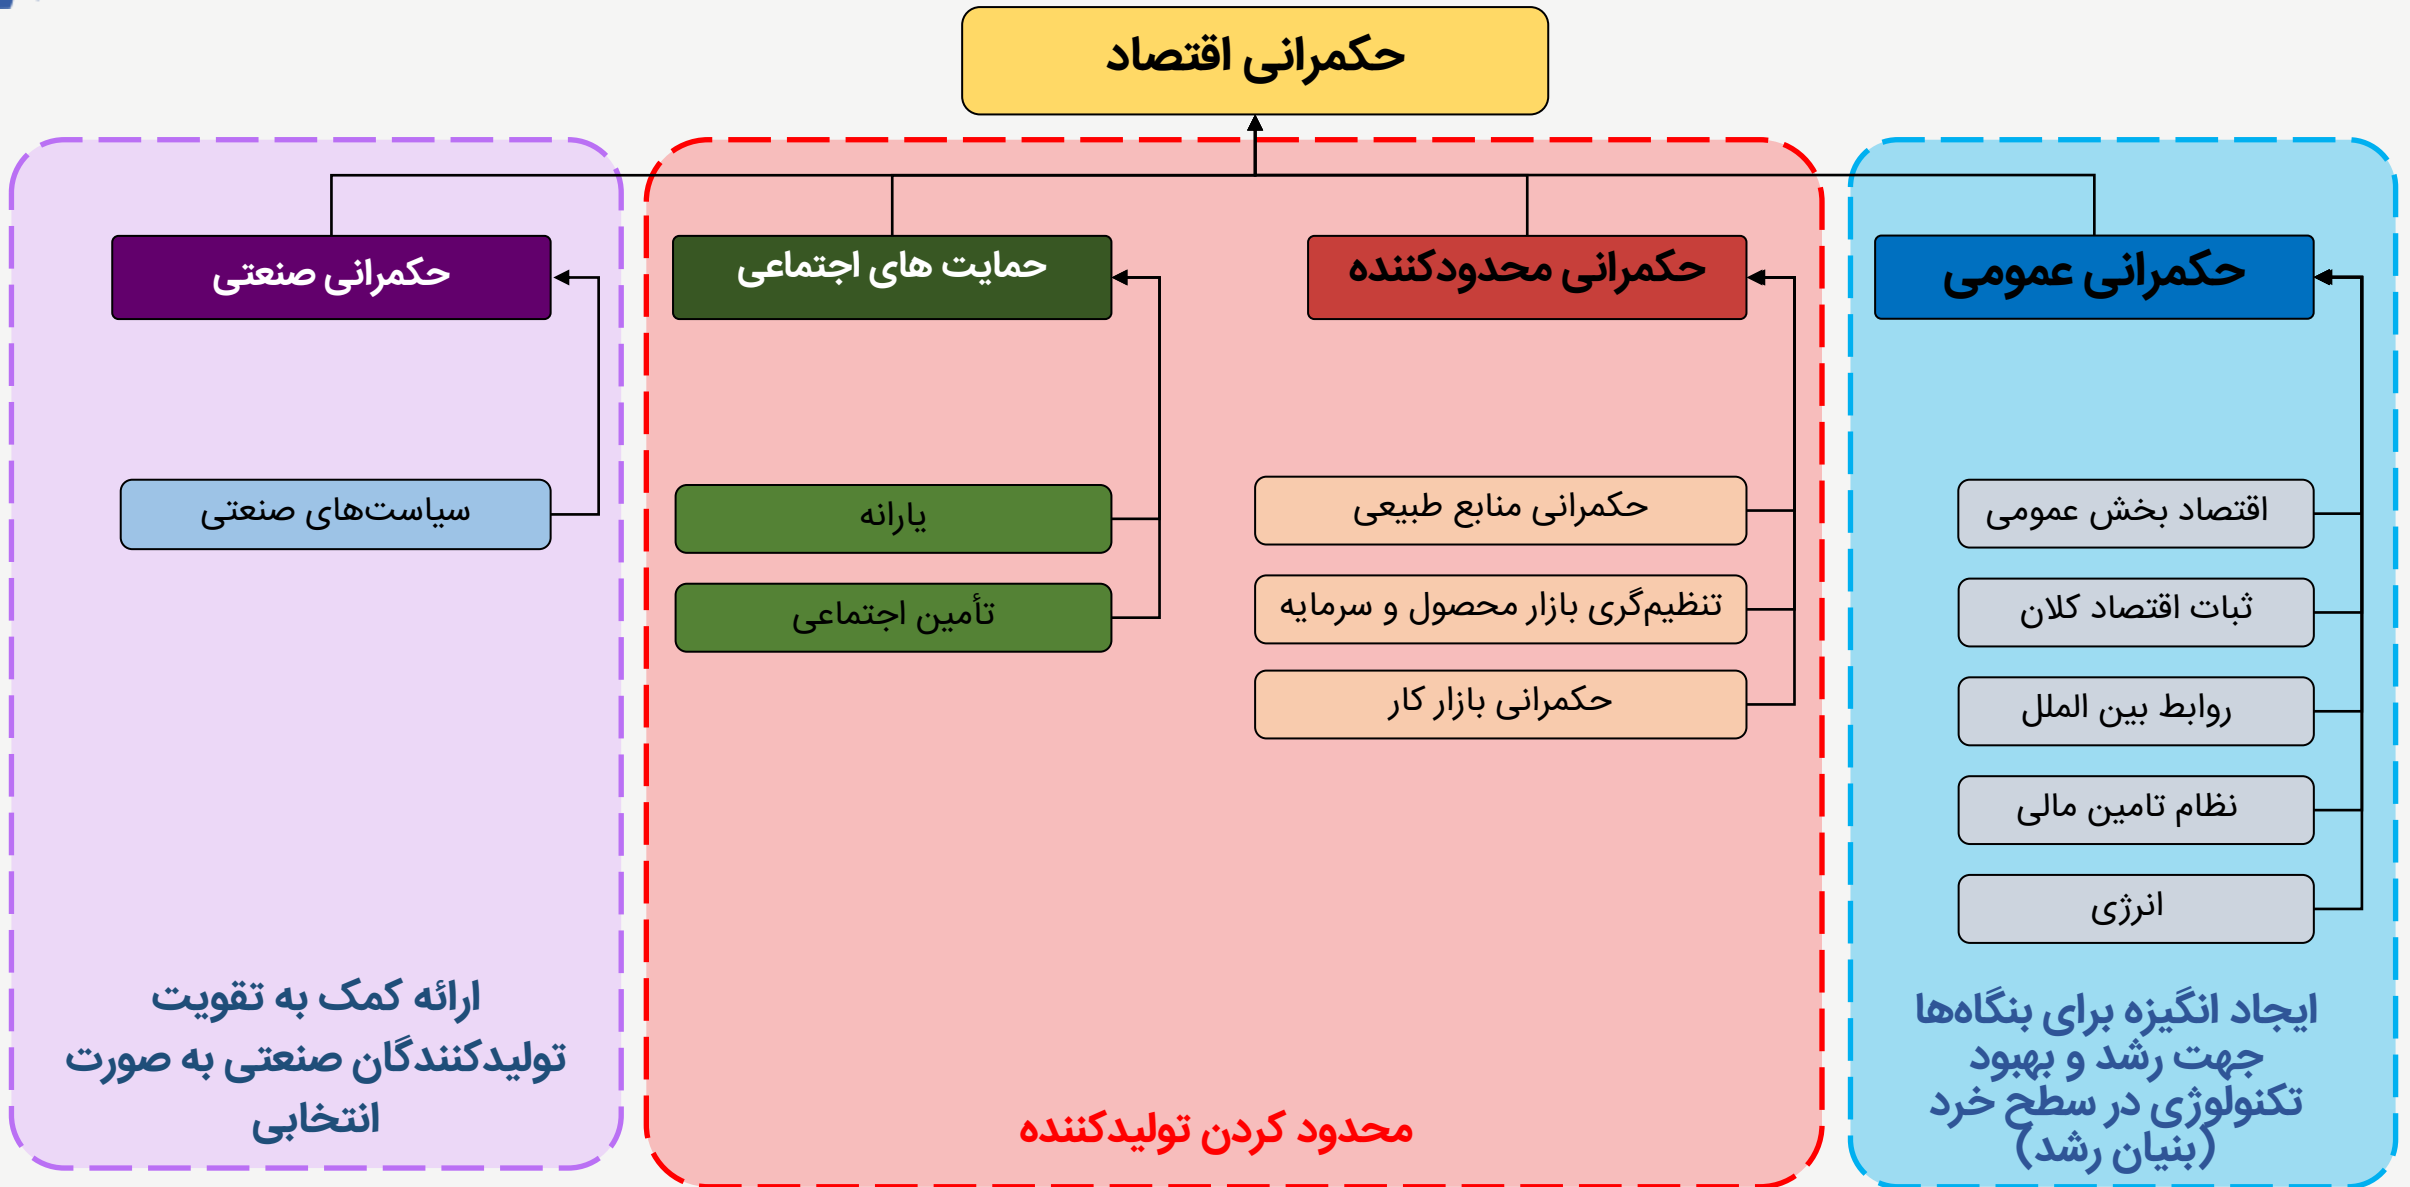 حکمرانی اقتصاد
حکمرانی عمومی
اقتصاد بخش عمومی
ثبات اقتصاد کلان
روابط بین الملل
نظام تامین مالی
انرژی
ایجاد انگیزه برای بنگاه‌ها
جهت رشد و بهبود
تکنولوژی در سطح خرد
(بنیان رشد)
حکمرانی محدودکننده
حکمرانی منابع طبیعی
تنظیم‌گری بازار محصول و سرمایه
حکمرانی بازار کار
حمایت های اجتماعی
یارانه
تأمین اجتماعی
محدود کردن تولیدکننده
حکمرانی صنعتی
سیاست‌های صنعتی
ارائه کمک به تقویت
تولیدکنندگان صنعتی به صورت
انتخابی